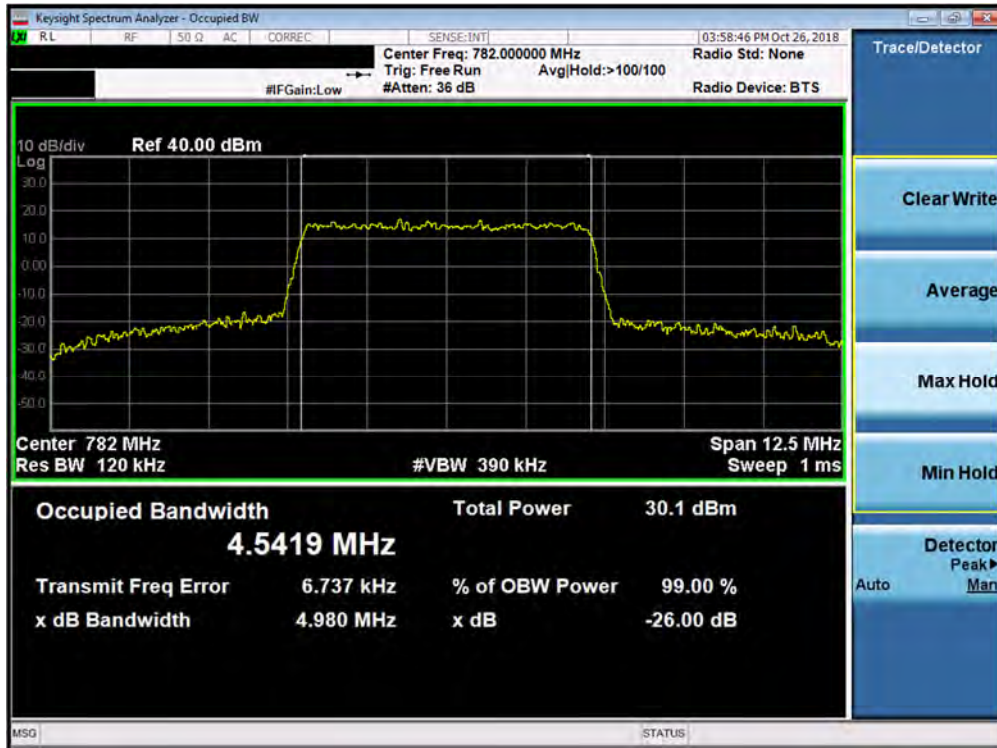 Keysight Spectrum Analyzer - Occupied BW
LXI RL RF 50 Ω AC CORREC SENSE:INT 03:58:46 PM Oct 26, 2018
Center Freq: 782.000000 MHz Radio Std: None
Trig: Free Run Avg|Hold:>100/100
#IFGain:Low #Atten: 36 dB Radio Device: BTS
10 dB/div Ref 40.00 dBm
Log
30.0
20.0
10.0
0.00
-10.0
-20.0
-30.0
-40.0
-50.0
Center 782 MHz Span 12.5 MHz
Res BW 120 kHz #VBW 390 kHz Sweep 1 ms
Occupied Bandwidth Total Power 30.1 dBm
4.5419 MHz
Transmit Freq Error 6.737 kHz % of OBW Power 99.00 %
x dB Bandwidth 4.980 MHz x dB -26.00 dB
MSG STATUS
Trace/Detector
Clear Write
Average
Max Hold
Min Hold
Detector
Peak▶
Auto Man